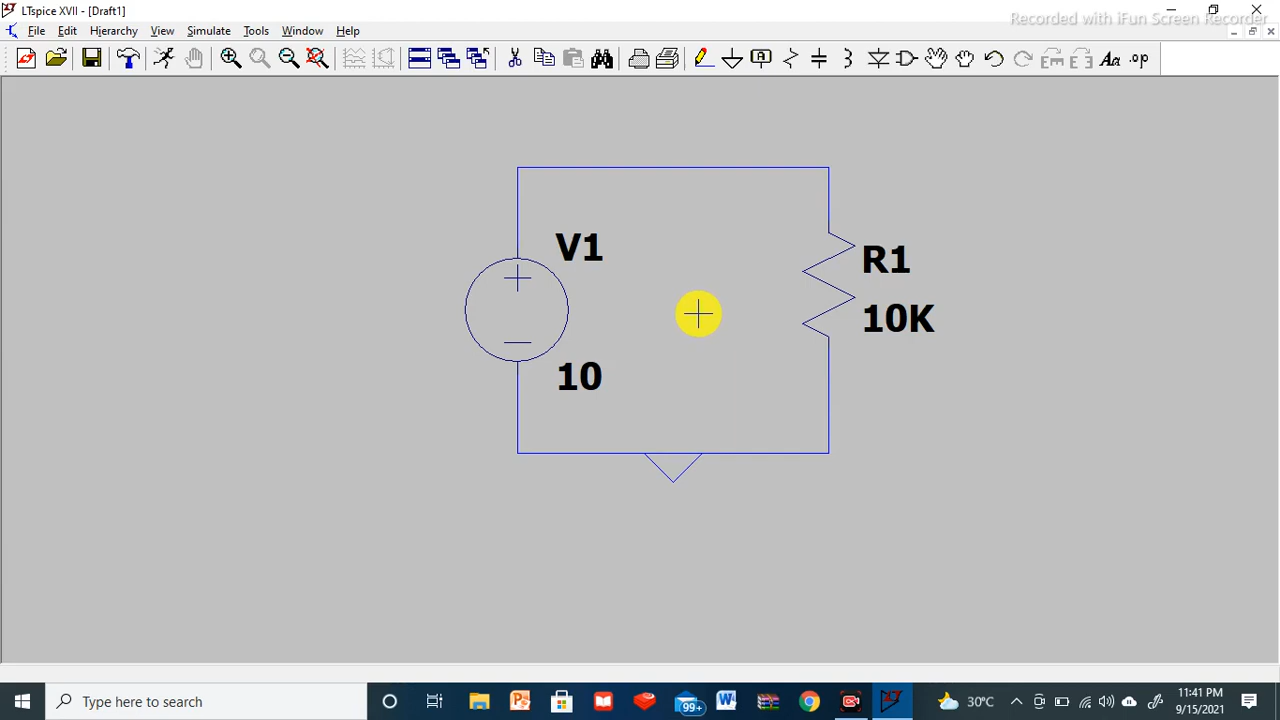 LTspice XVII - [Draft1]
Recorded with iFun Screen Recorder
File Edit Hierarchy View Simulate Tools Window Help
A Aa .op
V1
10
R1
10K
Type here to search
99+
30°C
11:41 PM
9/15/2021